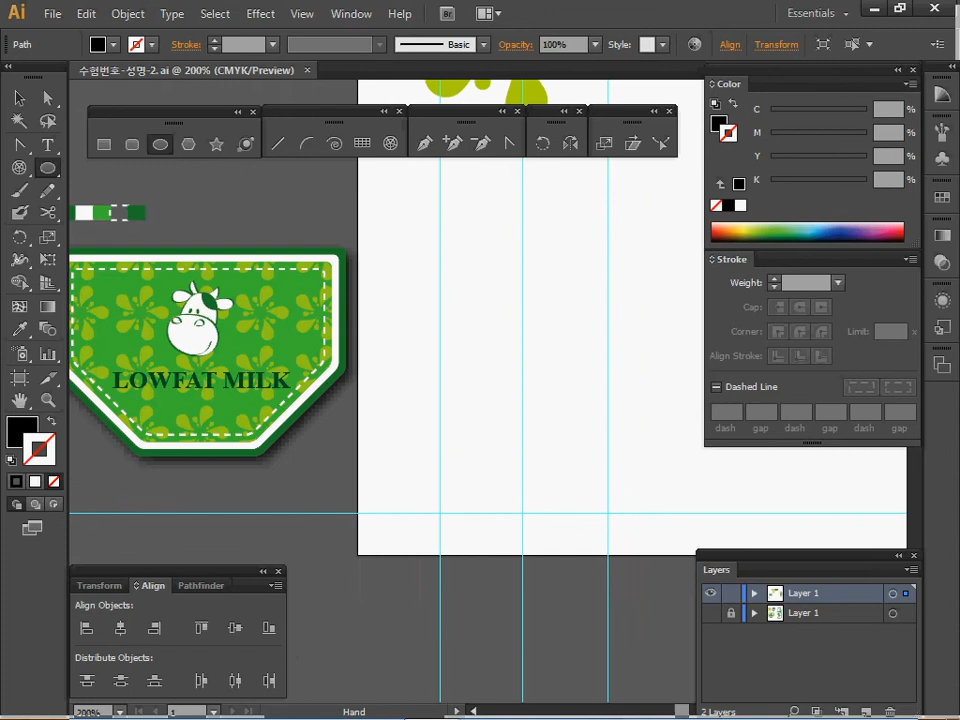 Ai File Edit Object Type Select Effect View Window Help Br Essentials
Path Stroke: Basic Opacity: 100% Style: Align Transform
수험번호-성명-2.ai @ 200% (CMYK/Preview) ×
Color
C %
M %
Y %
K %
Stroke
Weight:
Cap:
Corner: Limit: x
Align Stroke:
Dashed Line
dash gap dash gap dash gap
LOWFAT MILK
Transform Align Pathfinder
Align Objects:
Distribute Objects:
Layers
Layer 1
Layer 1
2 Layers
200% 1 Hand